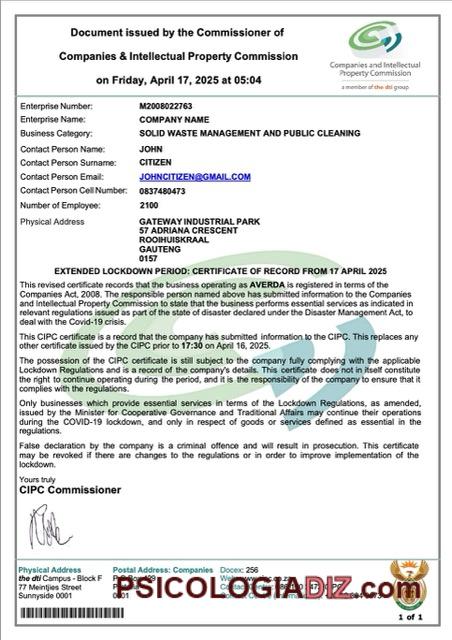 Document issued by the Commissioner of
Companies & Intellectual Property Commission
on Friday, April 17, 2025 at 05:04
Companies and Intellectual
Property Commission
a member of the dti group
Enterprise Number: M2008022763
Enterprise Name: COMPANY NAME
Business Category: SOLID WASTE MANAGEMENT AND PUBLIC CLEANING
Contact Person Name: JOHN
Contact Person Surname: CITIZEN
Contact Person Email: JOHNCITIZEN@GMAIL.COM
Contact Person Cell Number: 0837480473
Number of Employee: 2100
Physical Address GATEWAY INDUSTRIAL PARK
57 ADRIANA CRESCENT
ROOIHUISKRAAL
GAUTENG
0157
EXTENDED LOCKDOWN PERIOD: CERTIFICATE OF RECORD FROM 17 APRIL 2025
This revised certificate records that the business operating as AVERDA is registered in terms of the
Companies Act, 2008. The responsible person named above has submitted information to the Companies
and Intellectual Property Commission to state that the business performs essential services as indicated in
relevant regulations issued as part of the state of disaster declared under the Disaster Management Act, to
deal with the Covid-19 crisis.
This CIPC certificate is a record that the company has submitted information to the CIPC. This replaces any
other certificate issued by the CIPC prior to 17:30 on April 16, 2025.
The possession of the CIPC certificate is still subject to the company fully complying with the applicable
Lockdown Regulations and is a record of the company's details. This certificate does not in itself constitute
the right to continue operating during the period, and it is the responsibility of the company to ensure that it
complies with the regulations.
Only businesses which provide essential services in terms of the Lockdown Regulations, as amended,
issued by the Minister for Cooperative Governance and Traditional Affairs may continue their operations
during the COVID-19 lockdown, and only in respect of goods or services defined as essential in the
regulations.
False declaration by the company is a criminal offence and will result in prosecution. This certificate
may be revoked if there are changes to the regulations or in order to improve implementation of the
lockdown.
Yours truly
CIPC Commissioner
Physical Address Postal Address: Companies Docex: 256
the dti Campus - Block F
77 Meintjies Street
Sunnyside 0001 0001
PSICOLOGIADIZ.com
1 of 1